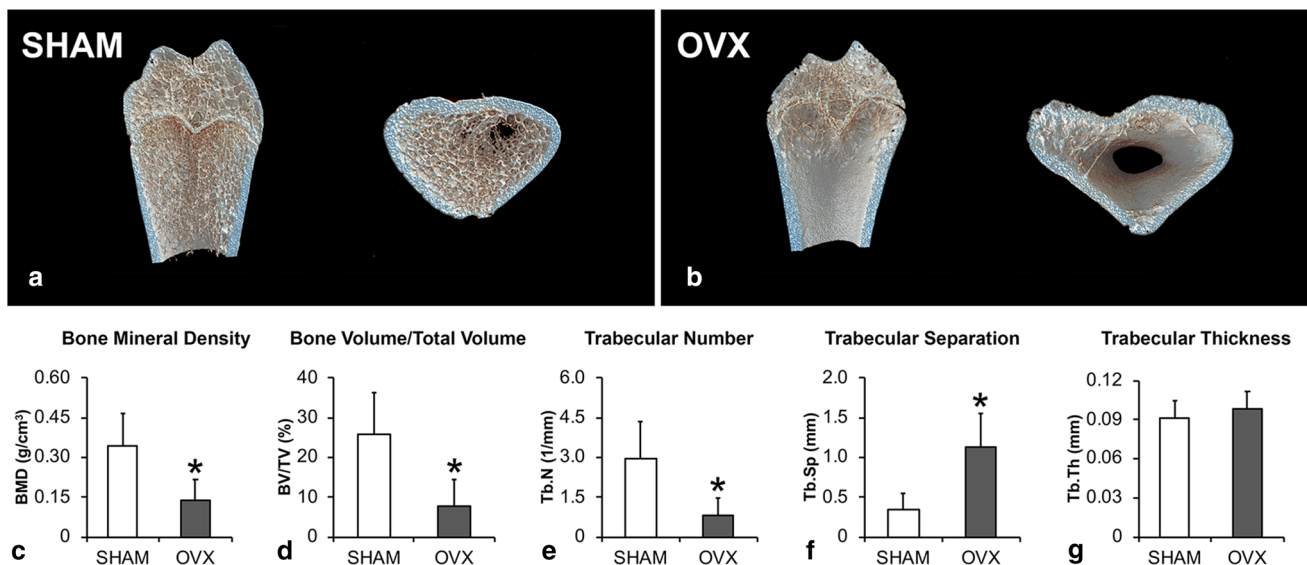 SHAM
OVX
a
b
Bone Mineral Density
Bone Volume/Total Volume
Trabecular Number
Trabecular Separation
Trabecular Thickness
BMD (g/cm³)
0.60
0.45
0.30
0.15
0
*
SHAM OVX
c
BV/TV (%)
40
30
20
10
0
*
SHAM OVX
d
Tb.N (1/mm)
6.0
4.5
3.0
1.5
0
*
SHAM OVX
e
Tb.Sp (mm)
2.0
1.5
1.0
0.5
0
*
SHAM OVX
f
Tb.Th (mm)
0.12
0.09
0.06
0.03
0
SHAM OVX
g